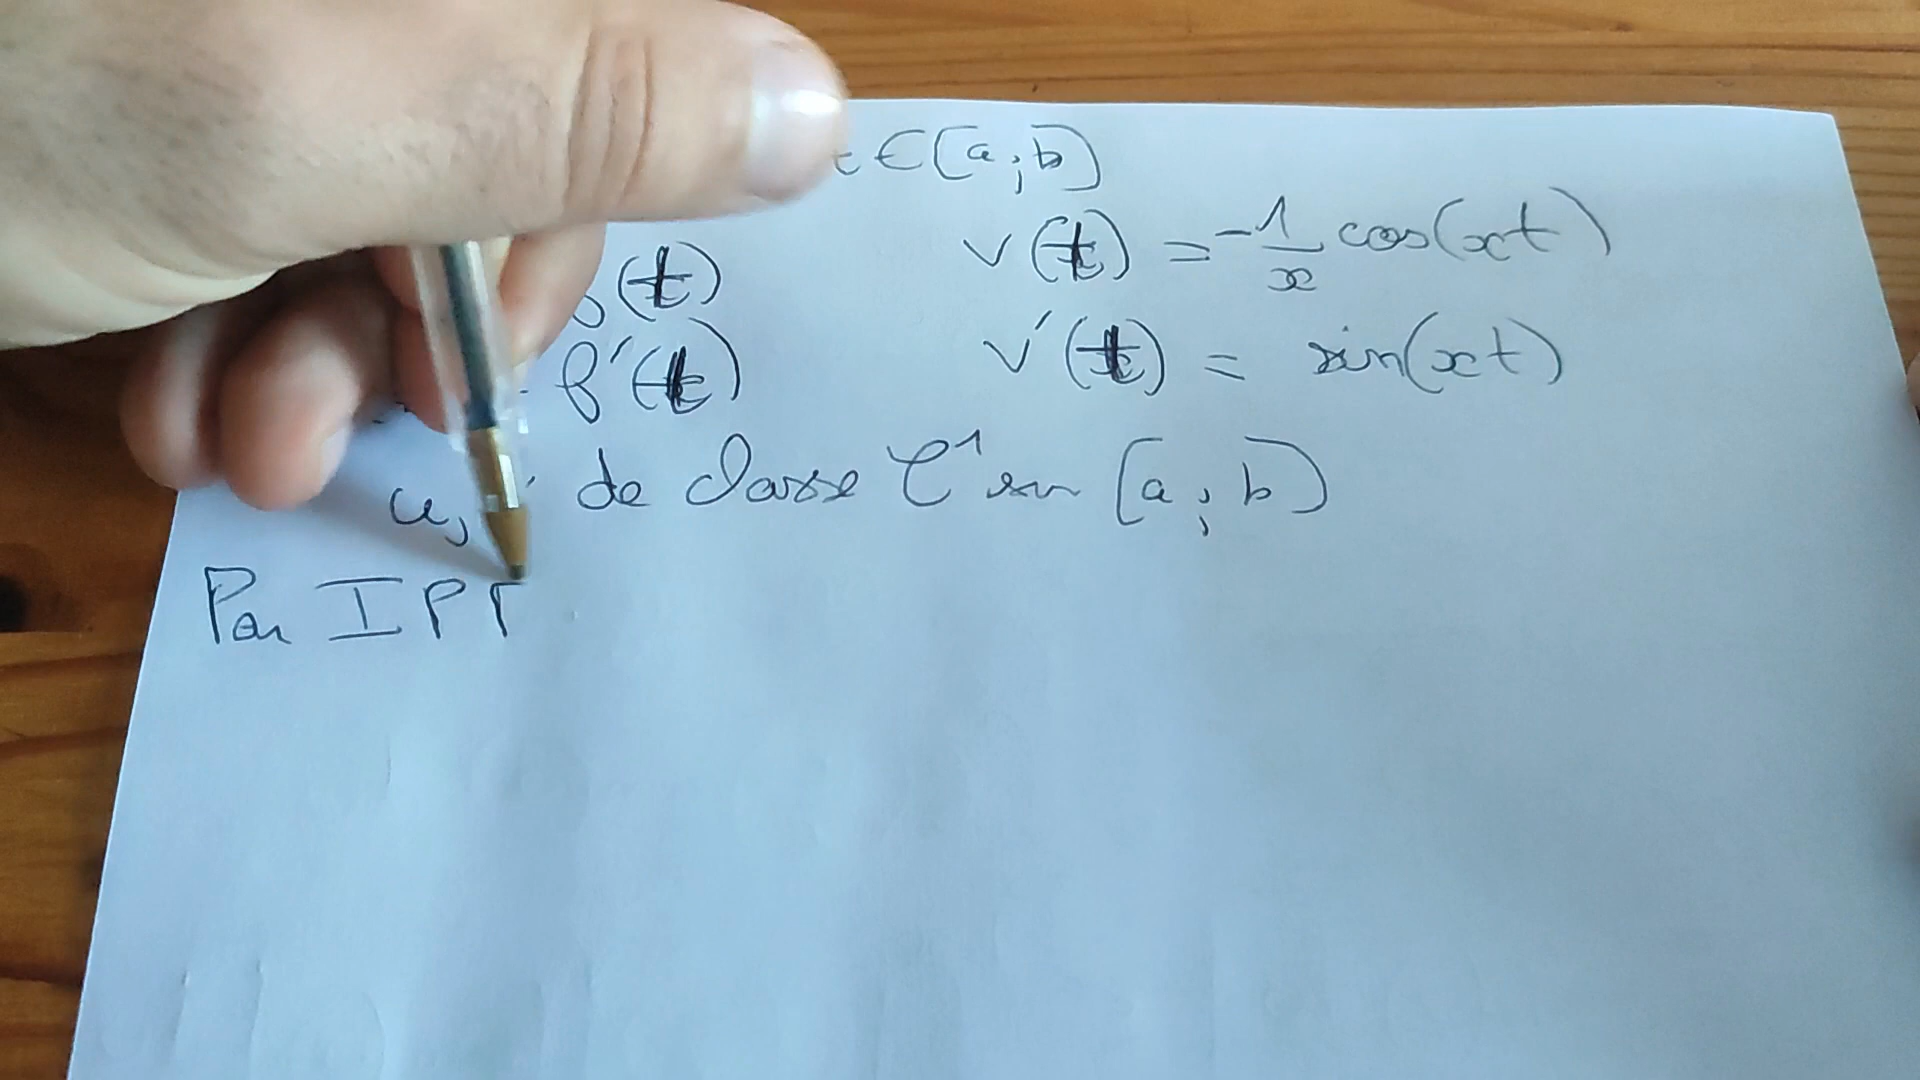 t ∈ [a ; b]
f(t) v(t) = -1/x cos(xt)
f'(t) v'(t) = sin(xt)
u, de classe C¹ sur [a ; b]
Par IPP